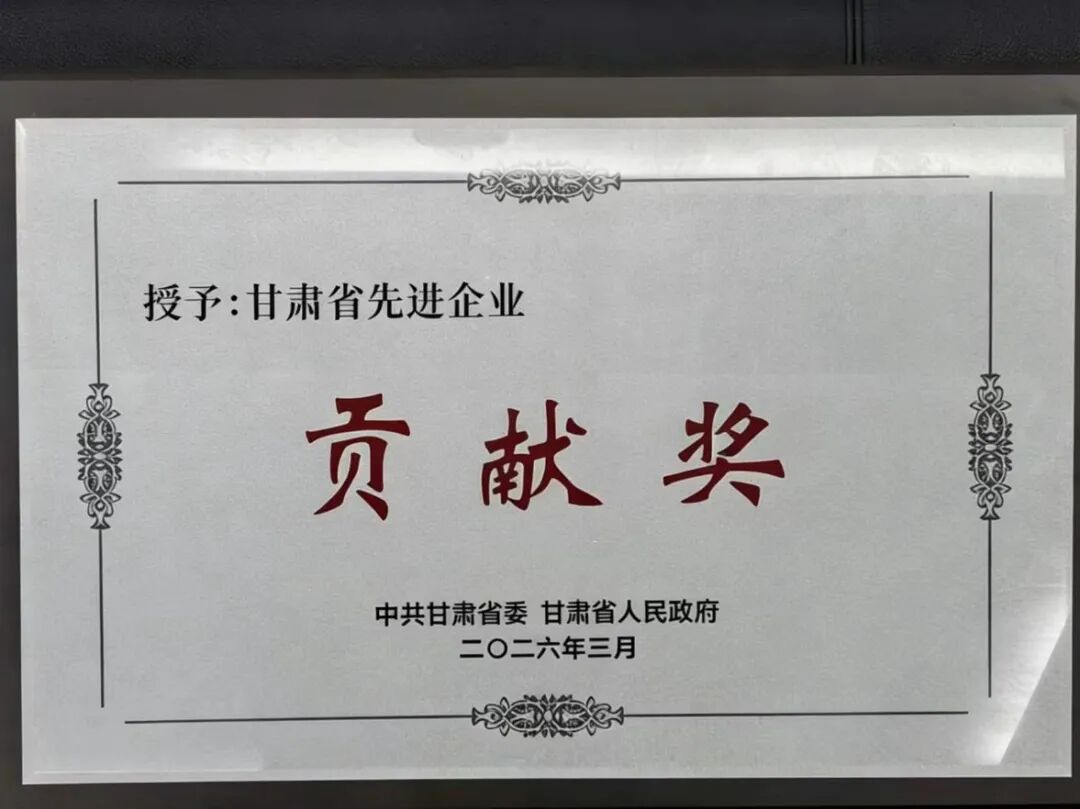 授予:甘肃省先进企业
贡献奖
中共甘肃省委 甘肃省人民政府
二〇二六年三月